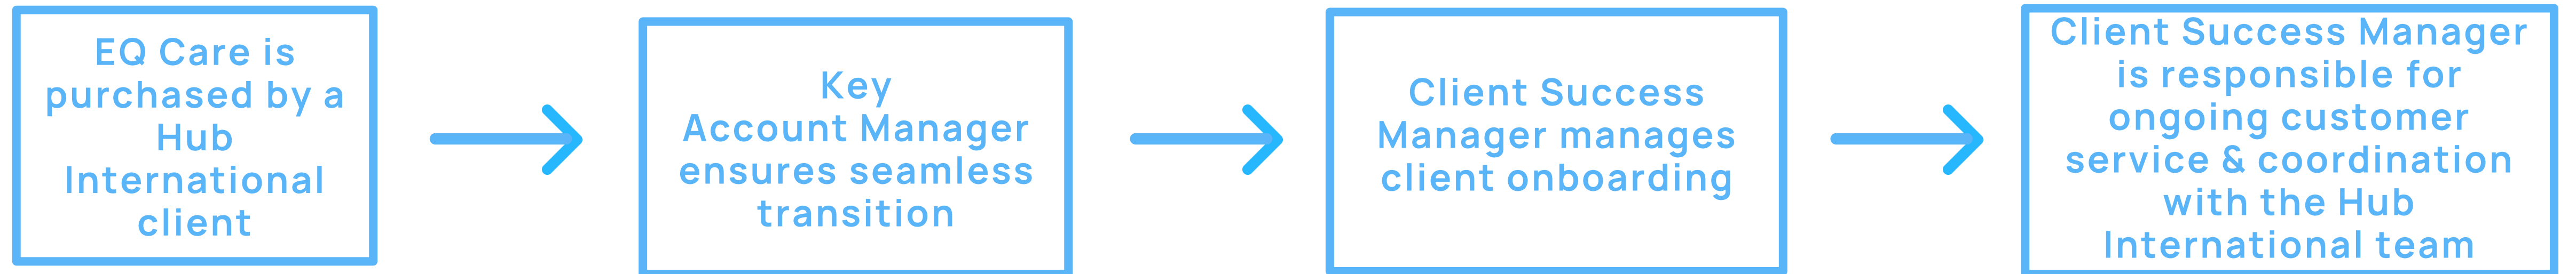 EQ Care is
purchased by a
Hub
International
client
Key
Account Manager
ensures seamless
transition
Client Success
Manager manages
client onboarding
Client Success Manager
is responsible for
ongoing customer
service & coordination
with the Hub
International team